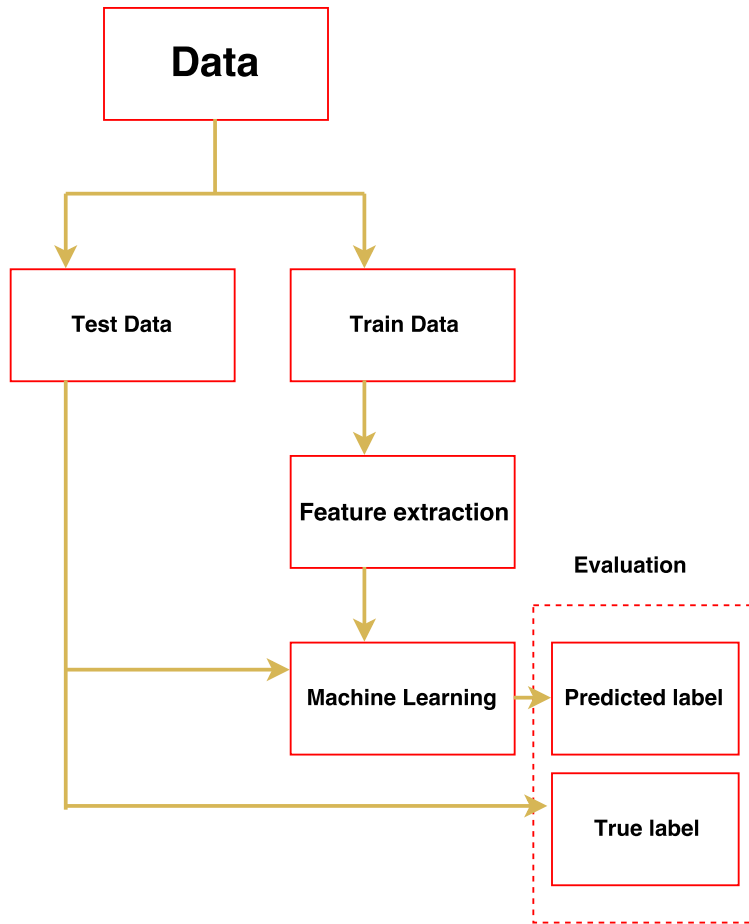 Data
Test Data
Train Data
Feature extraction
Evaluation
Machine Learning
Predicted label
True label